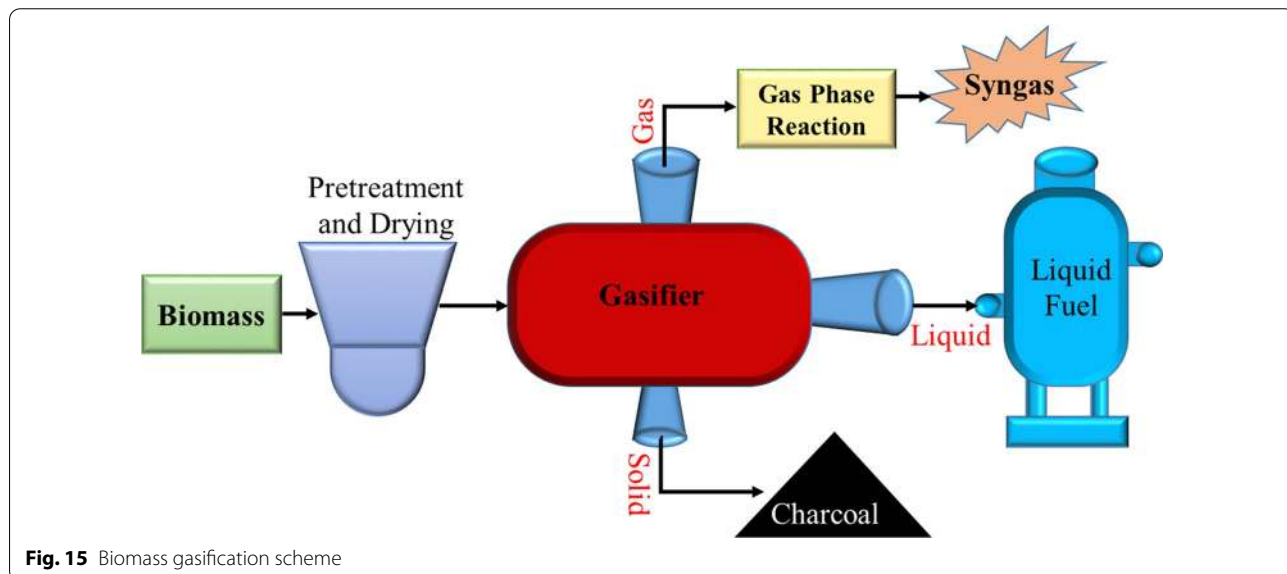 Gas Phase
Reaction
Syngas
Gas
Pretreatment
and Drying
Biomass
Gasifier
Liquid
Liquid
Fuel
Solid
Charcoal
Fig. 15 Biomass gasification scheme